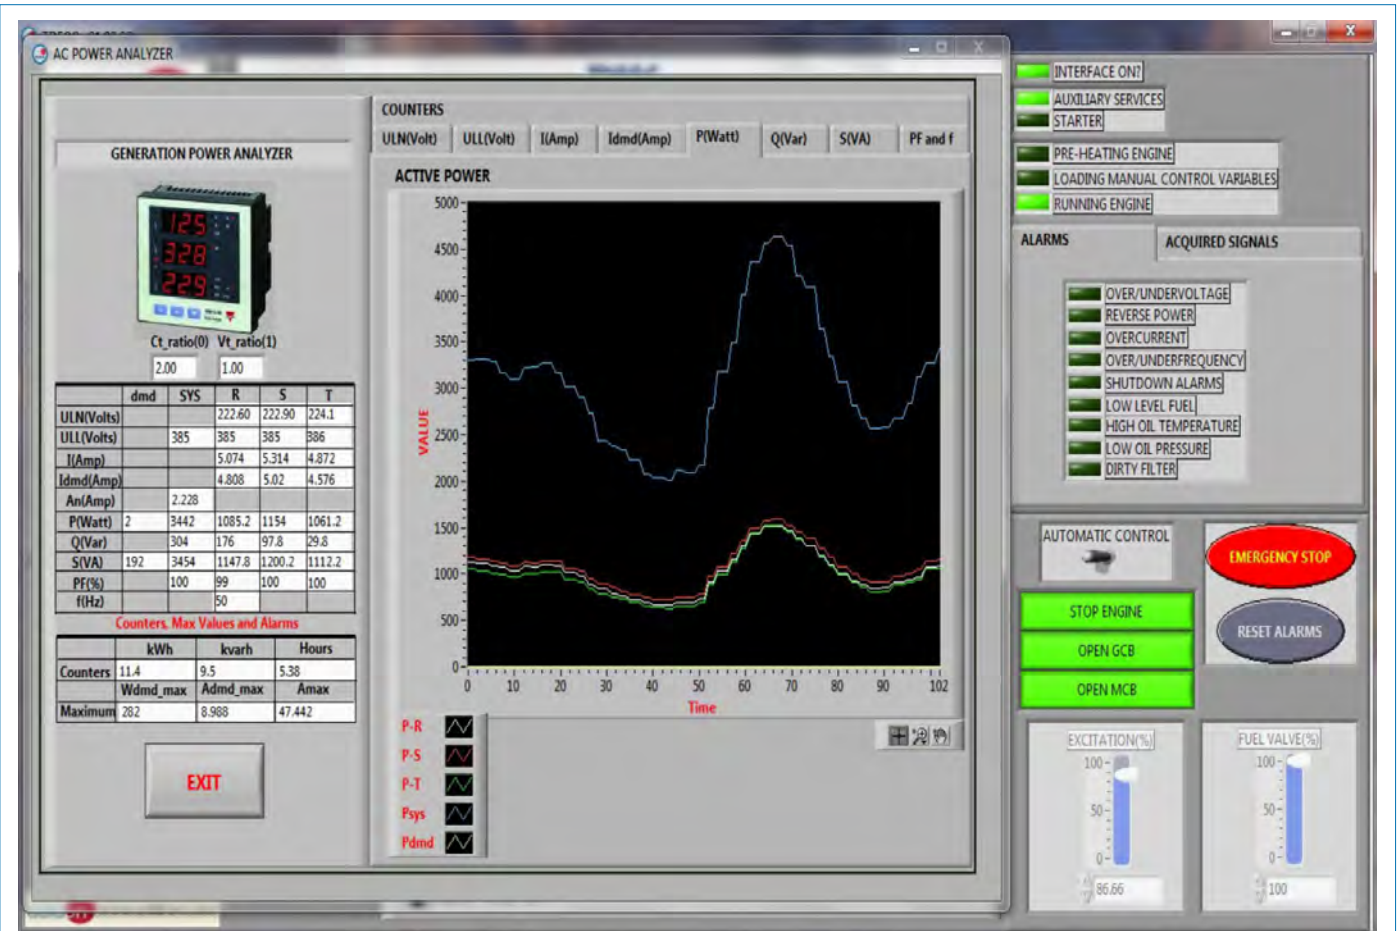 AC POWER ANALYZER
GENERATION POWER ANALYZER
125
328
229
Ct_ratio(0) Vt_ratio(1)
2.00 1.00
dmd SYS R S T
ULN(Volts) 222.60 222.90 224.1
ULL(Volts) 385 385 385 386
I(Amp) 5.074 5.314 4.872
Idmd(Amp) 4.808 5.02 4.576
An(Amp) 2.228
P(Watt) 2 3442 1085.2 1154 1061.2
Q(Var) 304 176 97.8 29.8
S(VA) 192 3454 1147.8 1200.2 1112.2
PF(%) 100 99 100 100
f(Hz) 50
Counters, Max Values and Alarms
kWh kvarh Hours
Counters 11.4 9.5 5.38
Wdmd_max Admd_max Amax
Maximum 282 8.988 47.442
EXIT
COUNTERS
ULN(Volt) ULL(Volt) I(Amp) Idmd(Amp) P(Watt) Q(Var) S(VA) PF and f
ACTIVE POWER
5000
4500
4000
3500
3000
2500
2000
1500
1000
500
0
VALUE
0 10 20 30 40 50 60 70 80 90 102
Time
P-R
P-S
P-T
Psys
Pdmd
INTERFACE ON?
AUXILIARY SERVICES
STARTER
PRE-HEATING ENGINE
LOADING MANUAL CONTROL VARIABLES
RUNNING ENGINE
ALARMS ACQUIRED SIGNALS
OVER/UNDERVOLTAGE
REVERSE POWER
OVERCURRENT
OVER/UNDERFREQUENCY
SHUTDOWN ALARMS
LOW LEVEL FUEL
HIGH OIL TEMPERATURE
LOW OIL PRESSURE
DIRTY FILTER
AUTOMATIC CONTROL
EMERGENCY STOP
STOP ENGINE
OPEN GCB
OPEN MCB
RESET ALARMS
EXCITATION(%)
100
50
0
86.66
FUEL VALVE(%)
100
50
0
100